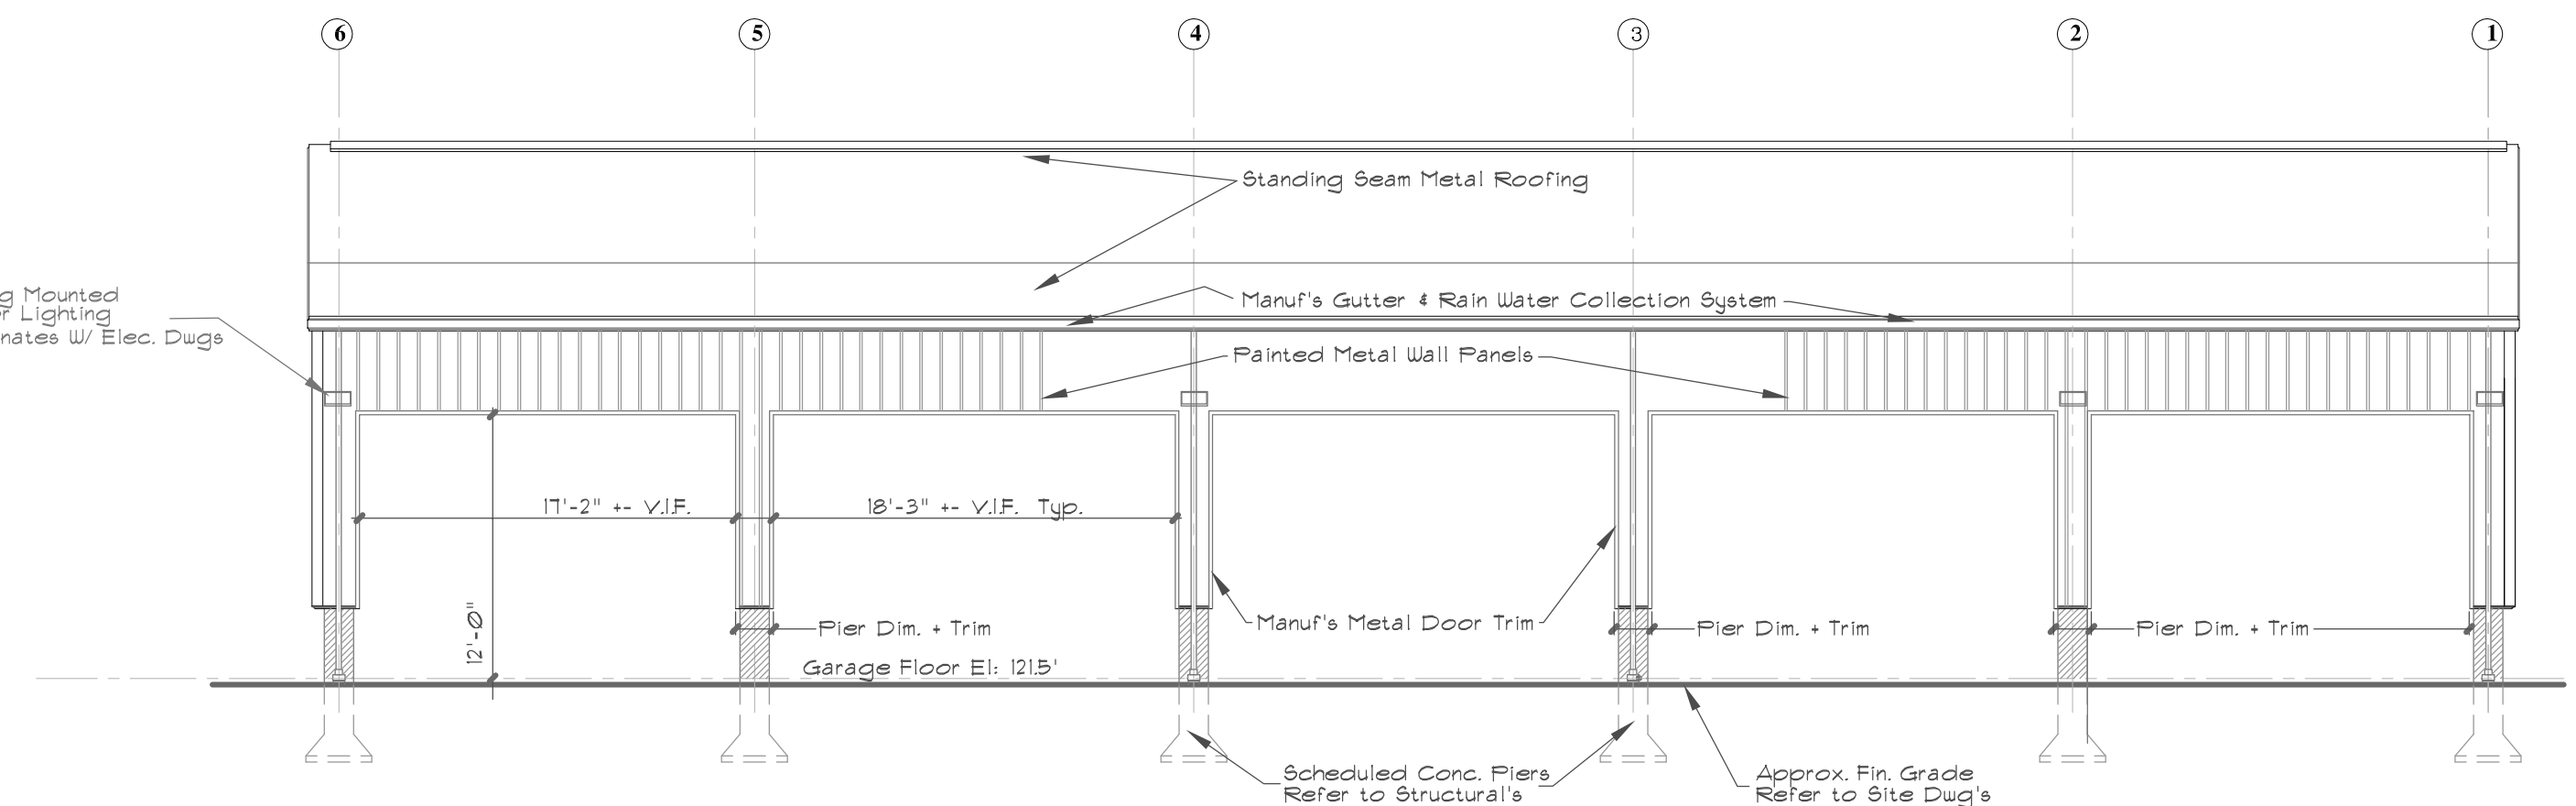 6 5 4 3 2 1
Standing Seam Metal Roofing
Mounted
Lighting
W/ Elec. Dwgs
Manuf's Gutter & Rain Water Collection System
Painted Metal Wall Panels
17'-2" +- V.I.F.
18'-3" +- V.I.F. Typ.
12'-0"
Pier Dim. + Trim
Manuf's Metal Door Trim
Pier Dim. + Trim
Pier Dim. + Trim
Garage Floor El: 121.5'
Scheduled Conc. Piers
Refer to Structural's
Approx. Fin. Grade
Refer to Site Dwg's